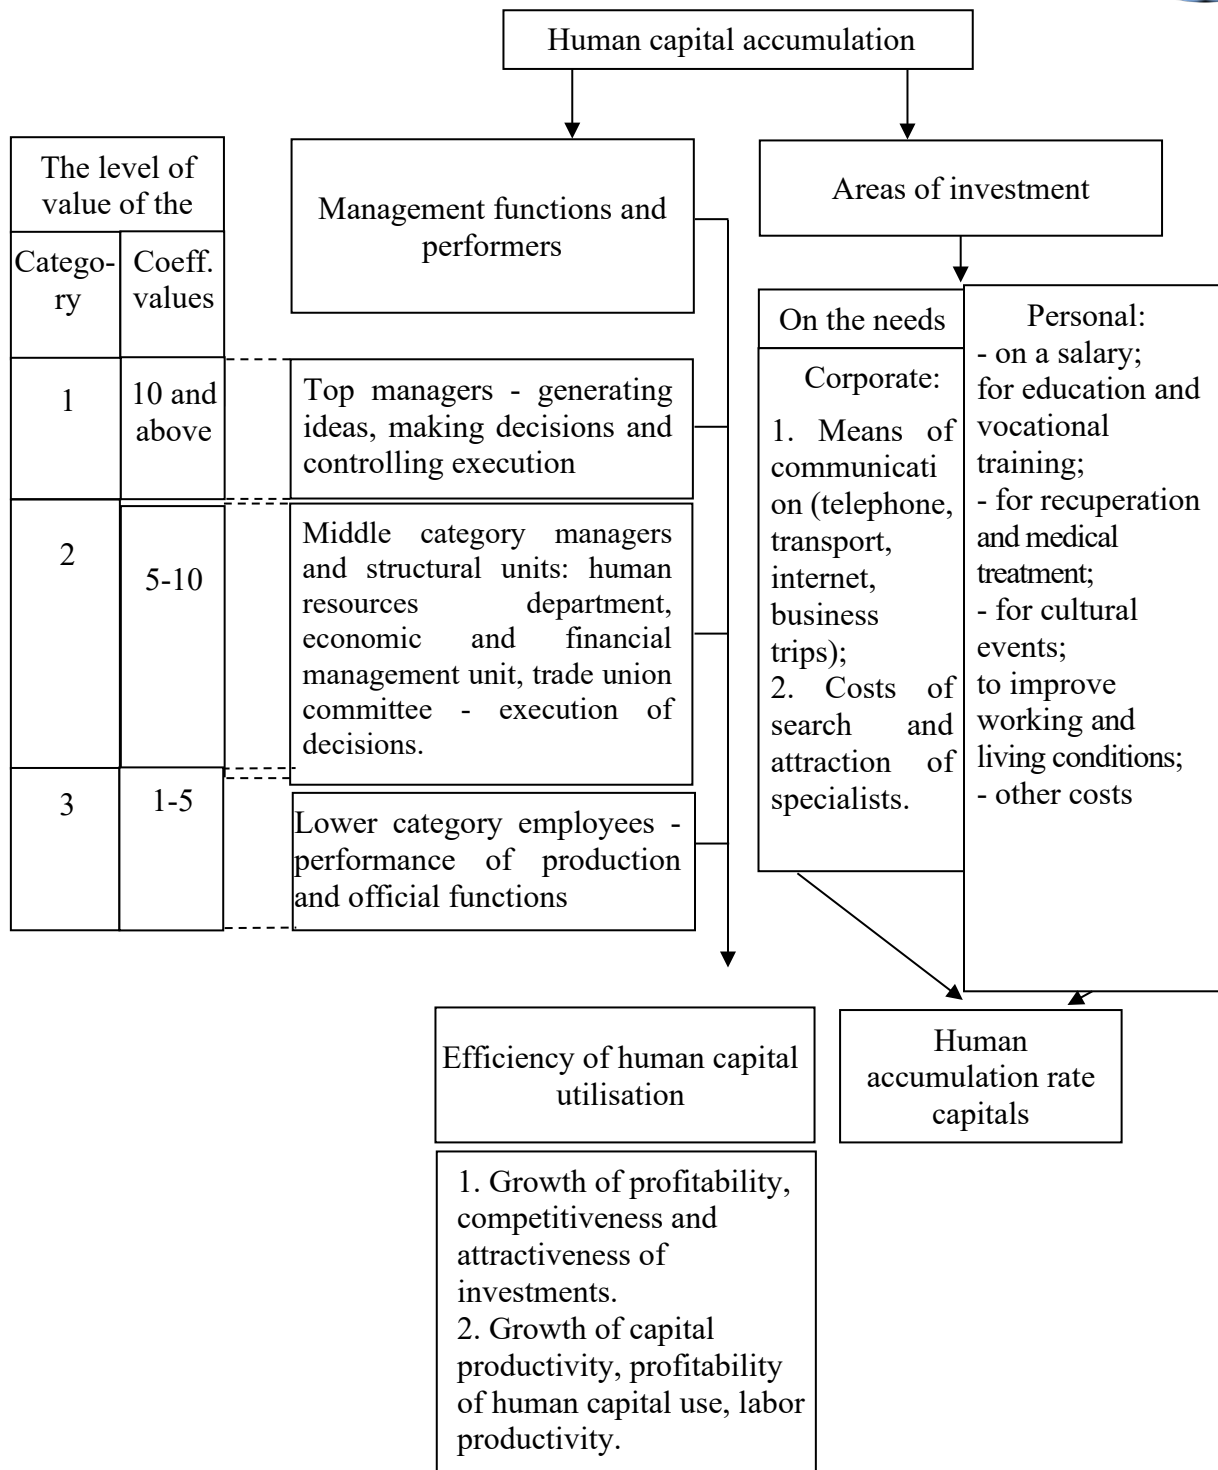 Human capital accumulation
The level of
value of the
Catego-
ry
Coeff.
values
1
10 and
above
2
5-10
3
1-5
Management functions and
performers
Top managers - generating
ideas, making decisions and
controlling execution
Middle category managers
and structural units: human
resources department,
economic and financial
management unit, trade union
committee - execution of
decisions.
Lower category employees -
performance of production
and official functions
Areas of investment
On the needs
Corporate:
1. Means of
communicati
on (telephone,
transport,
internet,
business
trips);
2. Costs of
search and
attraction of
specialists.
Personal:
- on a salary;
for education and
vocational
training;
- for recuperation
and medical
treatment;
- for cultural
events;
to improve
working and
living conditions;
- other costs
Efficiency of human capital
utilisation
Human
accumulation rate
capitals
1. Growth of profitability,
competitiveness and
attractiveness of
investments.
2. Growth of capital
productivity, profitability
of human capital use, labor
productivity.